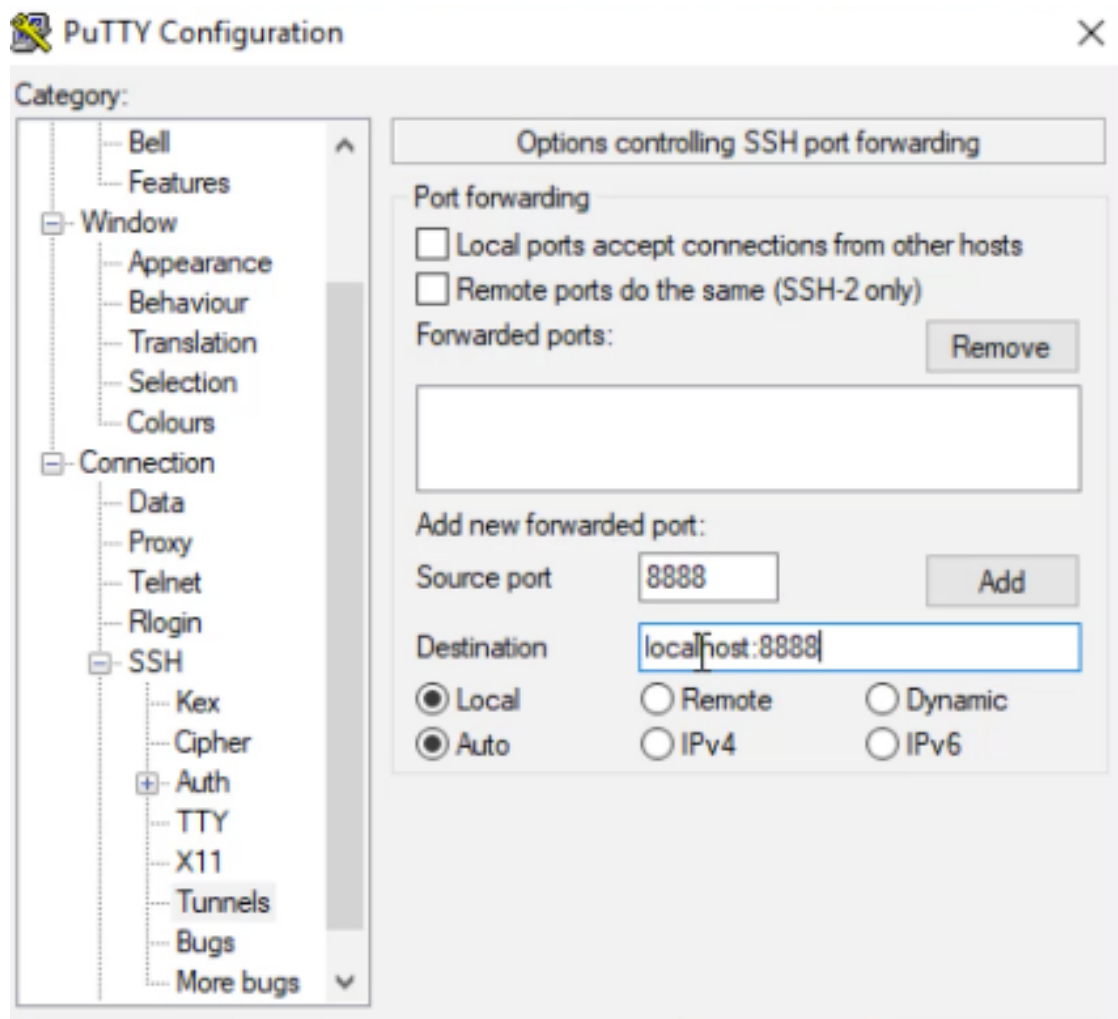 PuTTY Configuration
Category:
Bell
Features
Window
Appearance
Behaviour
Translation
Selection
Colours
Connection
Data
Proxy
Telnet
Rlogin
SSH
Kex
Cipher
Auth
TTY
X11
Tunnels
Bugs
More bugs
Options controlling SSH port forwarding
Port forwarding
Local ports accept connections from other hosts
Remote ports do the same (SSH-2 only)
Forwarded ports:
Remove
Add new forwarded port:
Source port 8888 Add
Destination localhost:8888
Local Remote Dynamic
Auto IPv4 IPv6